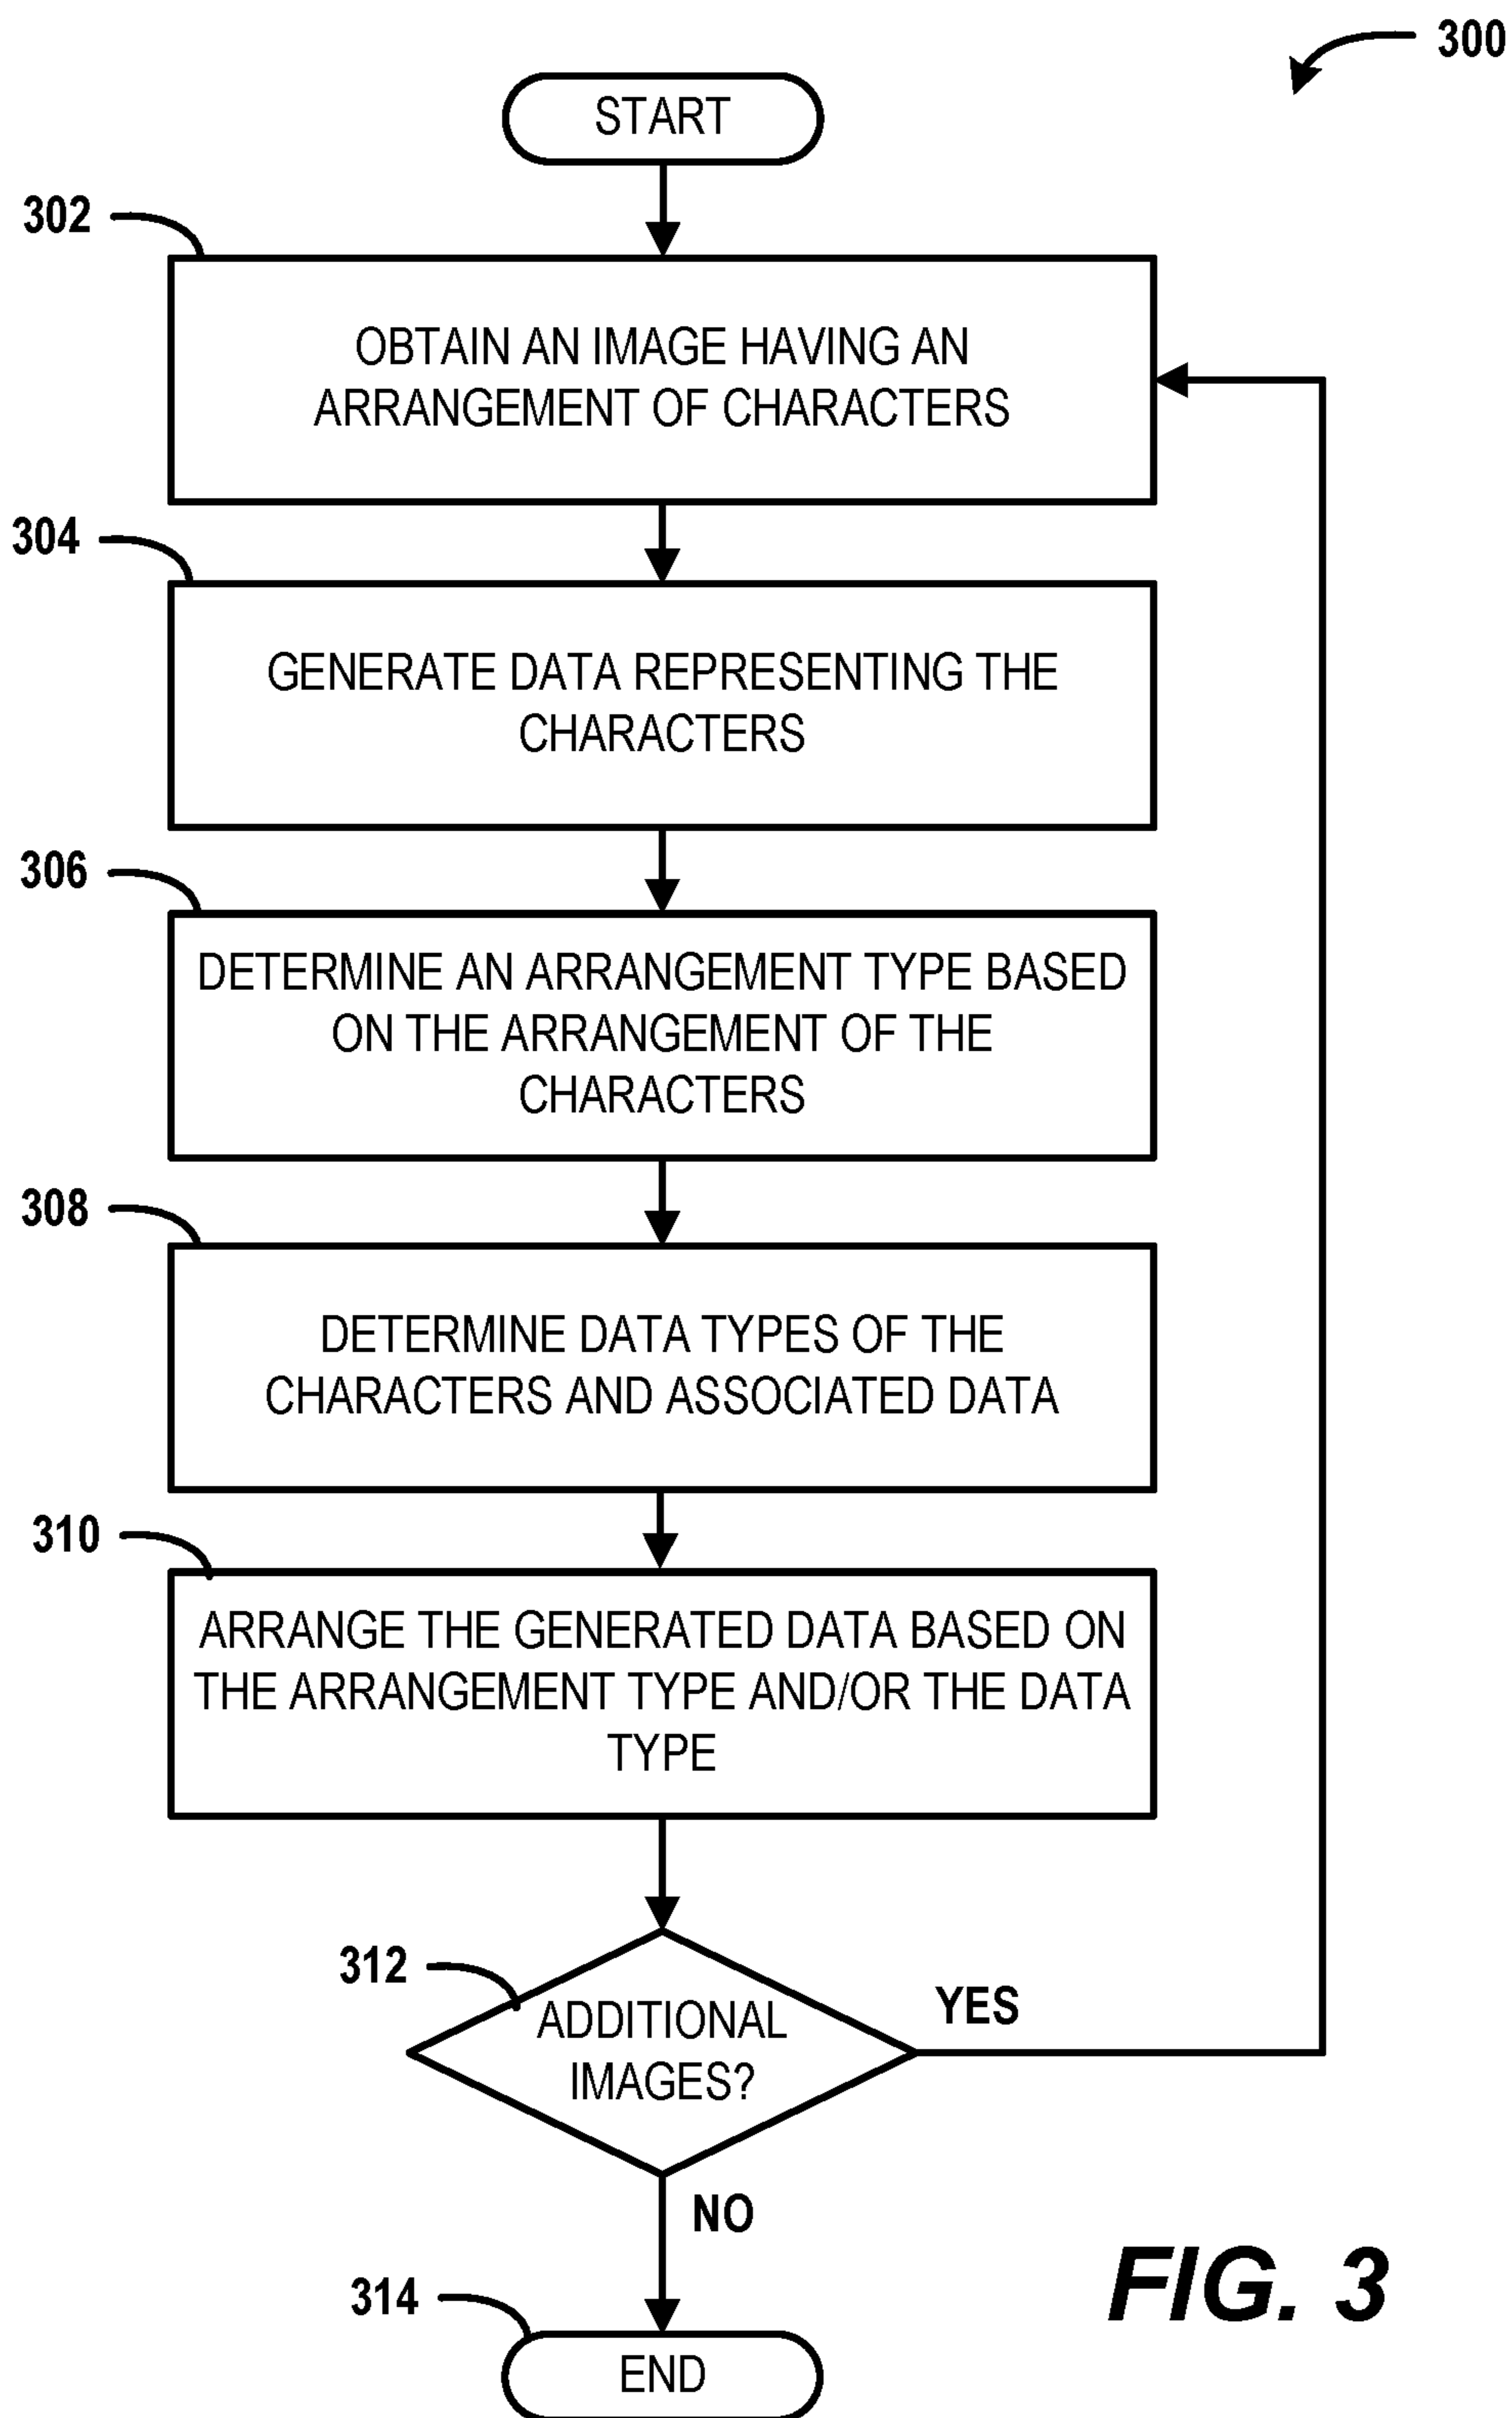 300
START
302
OBTAIN AN IMAGE HAVING AN
ARRANGEMENT OF CHARACTERS
304
GENERATE DATA REPRESENTING THE
CHARACTERS
306
DETERMINE AN ARRANGEMENT TYPE BASED
ON THE ARRANGEMENT OF THE
CHARACTERS
308
DETERMINE DATA TYPES OF THE
CHARACTERS AND ASSOCIATED DATA
310
ARRANGE THE GENERATED DATA BASED ON
THE ARRANGEMENT TYPE AND/OR THE DATA
TYPE
312
ADDITIONAL
IMAGES?
YES
NO
314
END
FIG. 3